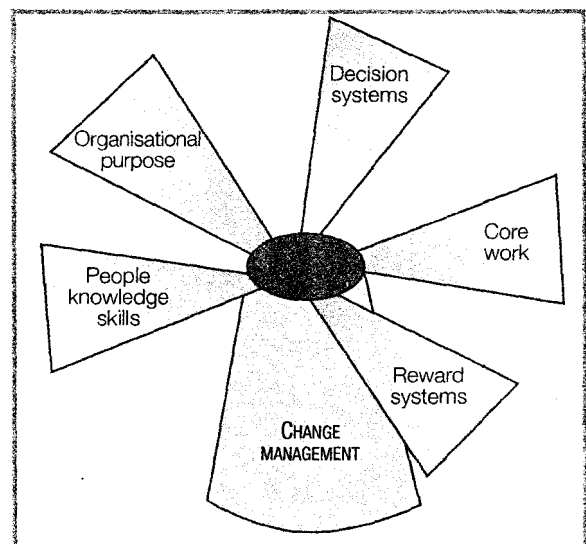 Decision
systems
Organisational
purpose
Core
work
People
knowledge
skills
Reward
systems
CHANGE
MANAGEMENT